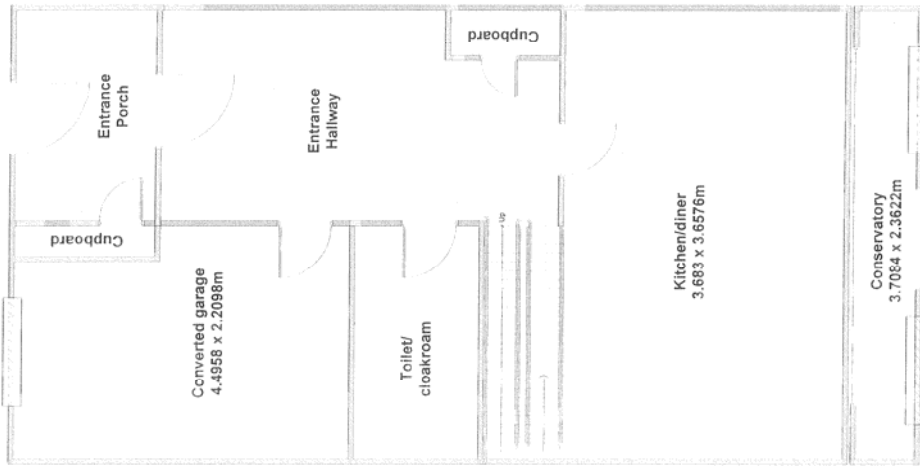 Entrance
Porch
Cupboard
Cupboard
Entrance
Hallway
Converted garage
4.4958 x 2.2098m
Toilet/
cloakroam
Up
Kitchen/diner
3.683 x 3.6576m
Conservatory
3.7084 x 2.3622m